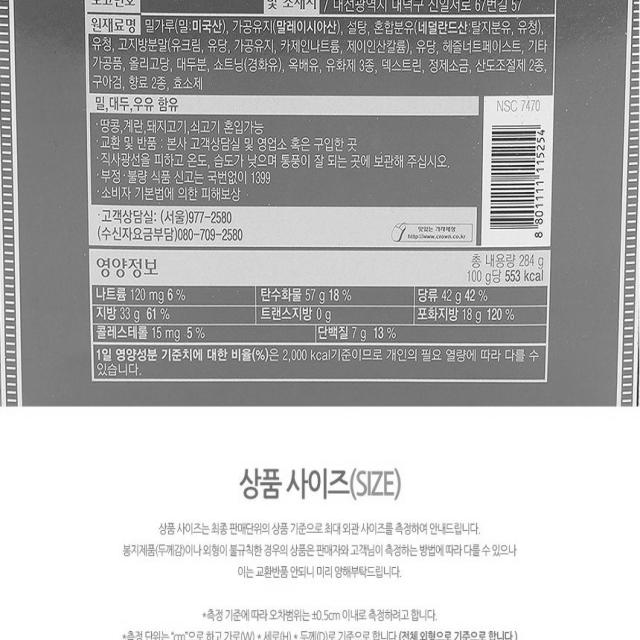 및 소재지 / 대전광역시 대덕구 신일서로 67번길 57
원재료명 밀가루(밀:미국산), 가공유지(말레이시아산), 설탕, 혼합분유(네덜란드산:탈지분유, 유청),
유청, 고지방분말(유크림, 유당, 가공유지, 카제인나트륨, 제이인산칼륨), 유당, 헤즐너트페이스트, 기타
가공품, 올리고당, 대두분, 쇼트닝(경화유), 옥배유, 유화제 3종, 덱스트린, 정제소금, 산도조절제 2종,
구아검, 향료 2종, 효소제
밀,대두,우유 함유
NSC 7470
·땅콩,계란,돼지고기,쇠고기 혼입가능
·교환 및 반품 : 본사 고객상담실 및 영업소 혹은 구입한 곳
·직사광선을 피하고 온도, 습도가 낮으며 통풍이 잘 되는 곳에 보관해 주십시오.
·부정·불량 식품 신고는 국번없이 1399
·소비자 기본법에 의한 피해보상
8 801111 115254
·고객상담실: (서울)977-2580
(수신자요금부담)080-709-2580
맛있는 크라운
http://www.crown.co.kr
영양정보
총 내용량 284 g
100 g당 553 kcal
나트륨 120 mg 6 % 탄수화물 57 g 18 % 당류 42 g 42 %
지방 33 g 61 % 트랜스지방 0 g 포화지방 18 g 120 %
콜레스테롤 15 mg 5 % 단백질 7 g 13 %
1일 영양성분 기준치에 대한 비율(%)은 2,000 kcal기준이므로 개인의 필요 열량에 따라 다를 수
있습니다.
상품 사이즈(SIZE)
상품 사이즈는 최종 판매단위의 상품 기준으로 최대 외관 사이즈를 측정하여 안내드립니다.
봉지제품(두께감)이나 외형이 불규칙한 경우의 상품은 판매자와 고객님이 측정하는 방법에 따라 다를 수 있으나
이는 교환반품 안되니 미리 양해부탁드립니다.
*측정 기준에 따라 오차범위는 ±0.5cm 이내로 측정하려고 합니다.
*측정 단위는 "cm"으로 하고 가로(W) * 세로(H) * 두께(D)로 기준으로 합니다 (전체 외형으로 기준으로 합니다.)